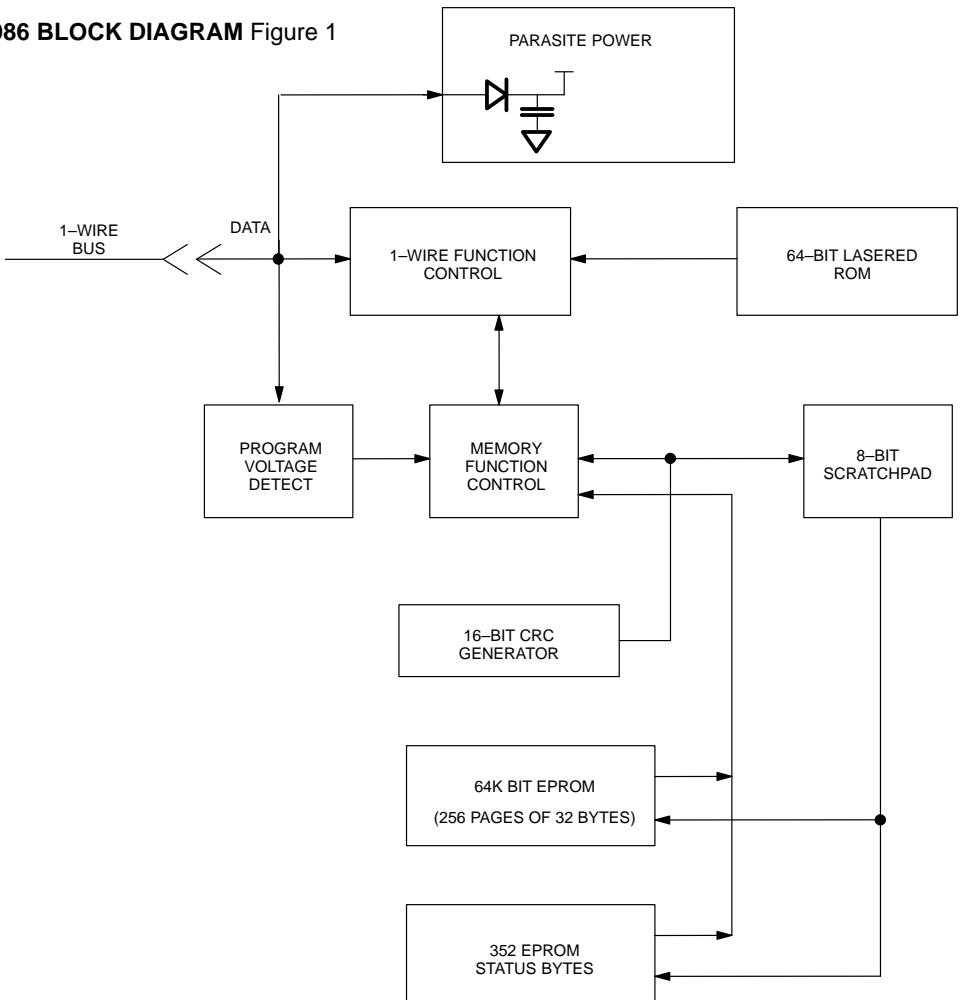 986 BLOCK DIAGRAM Figure 1
PARASITE POWER
1–WIRE
BUS
DATA
1–WIRE FUNCTION
CONTROL
64–BIT LASERED
ROM
PROGRAM
VOLTAGE
DETECT
MEMORY
FUNCTION
CONTROL
8–BIT
SCRATCHPAD
16–BIT CRC
GENERATOR
64K BIT EPROM
(256 PAGES OF 32 BYTES)
352 EPROM
STATUS BYTES